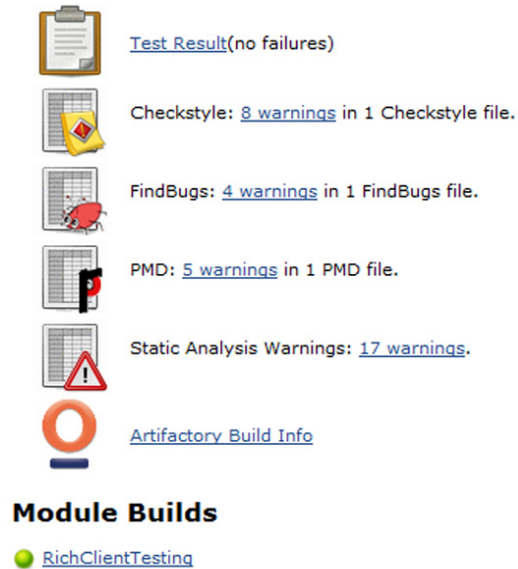 Test Result(no failures)
Checkstyle: 8 warnings in 1 Checkstyle file.
FindBugs: 4 warnings in 1 FindBugs file.
PMD: 5 warnings in 1 PMD file.
Static Analysis Warnings: 17 warnings.
Artifactory Build Info
Module Builds
RichClientTesting